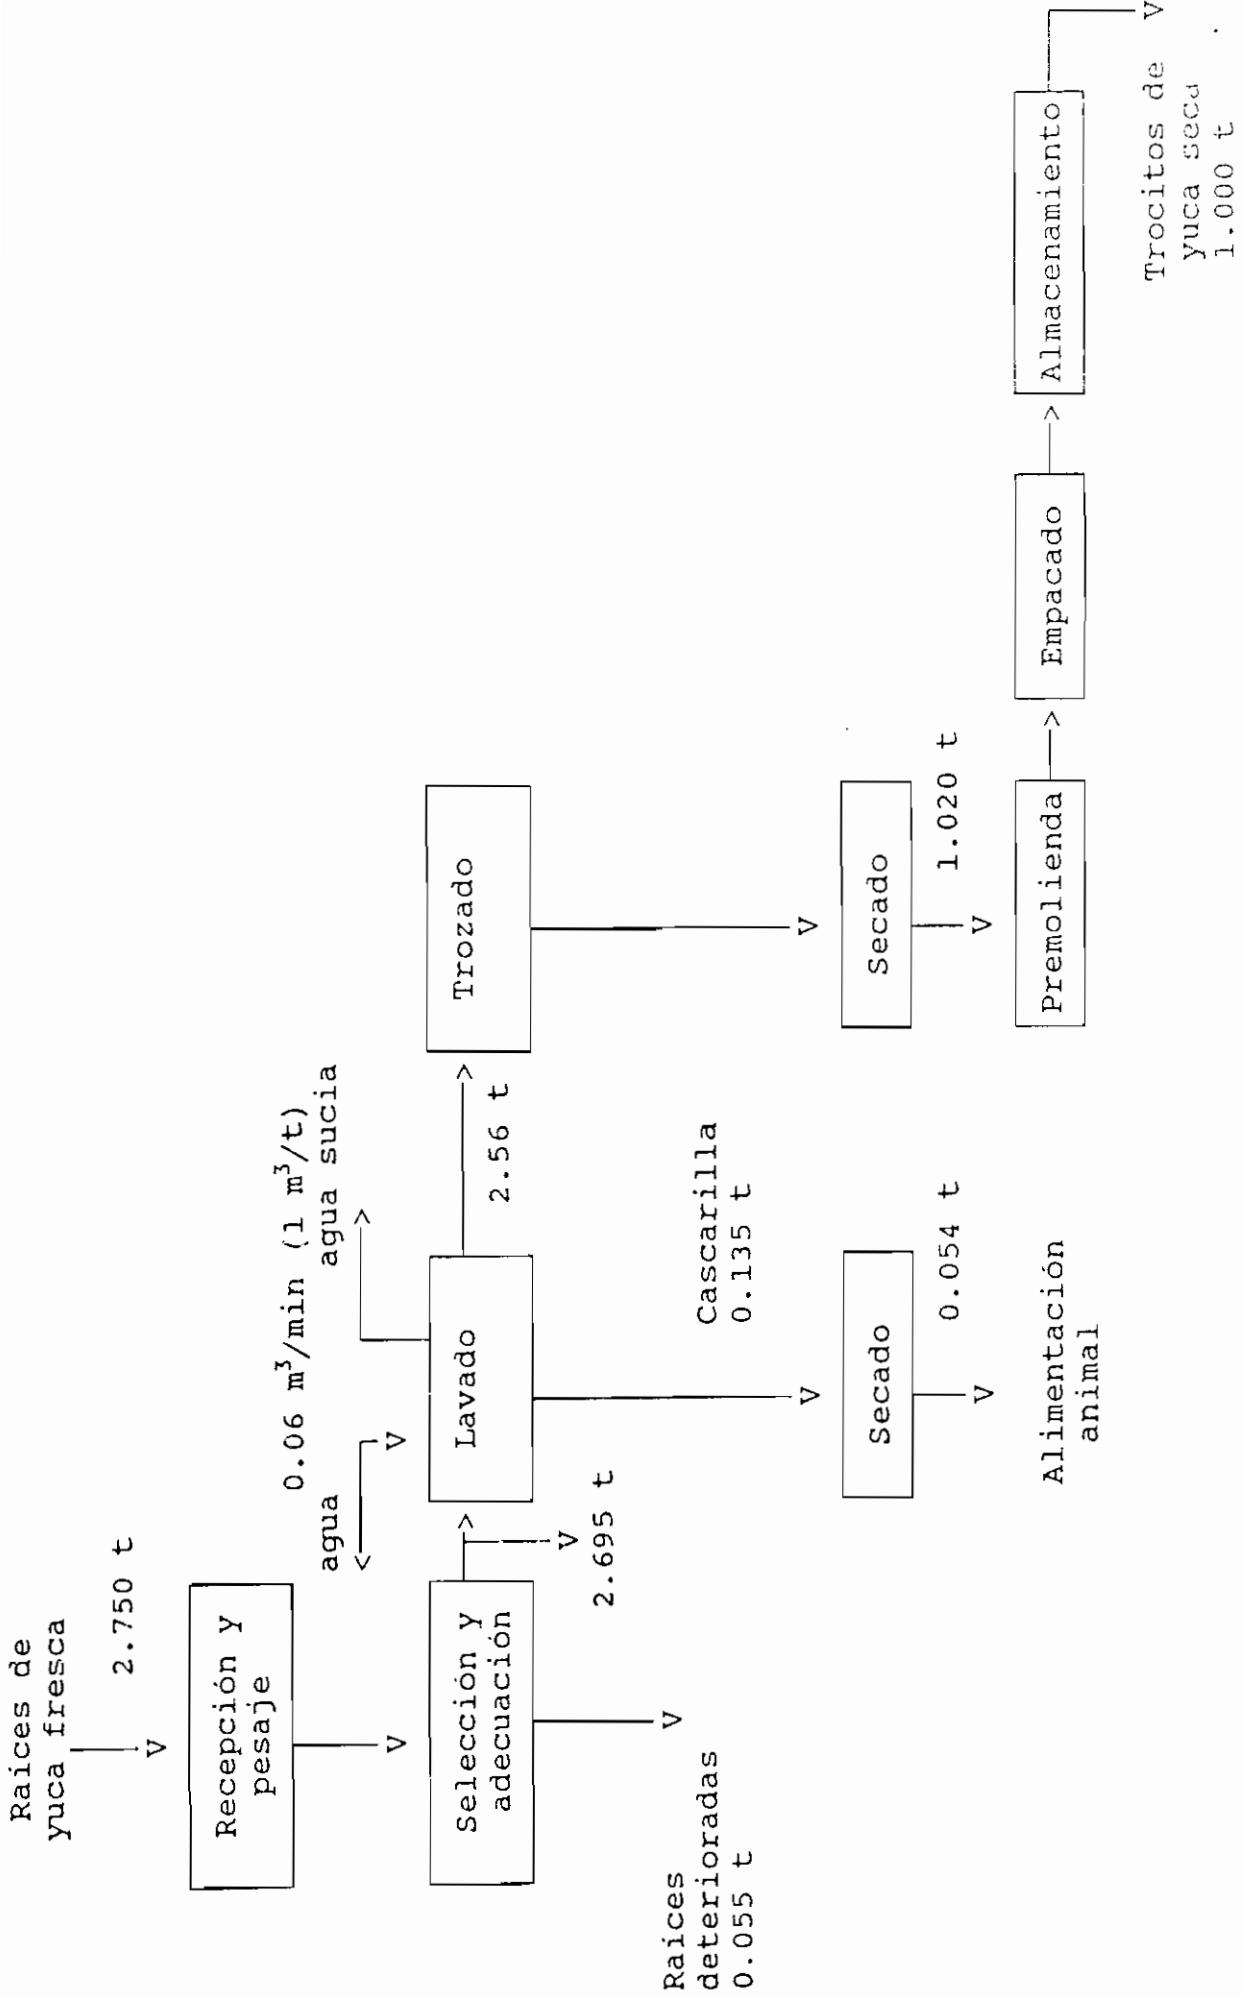 Raices de
yuca fresca
2.750 t
Recepción y
pesaje
agua
0.06 m³/min (1 m³/t)
agua sucia
Selección y
adecuación
2.695 t
Lavado
2.56 t
Trozado
Raices
deterioradas
0.055 t
Cascarilla
0.135 t
Secado
0.054 t
Alimentación
animal
Secado
1.020 t
Premolienda
Empacado
Almacenamiento
Trocitos de
yuca seca
1.000 t